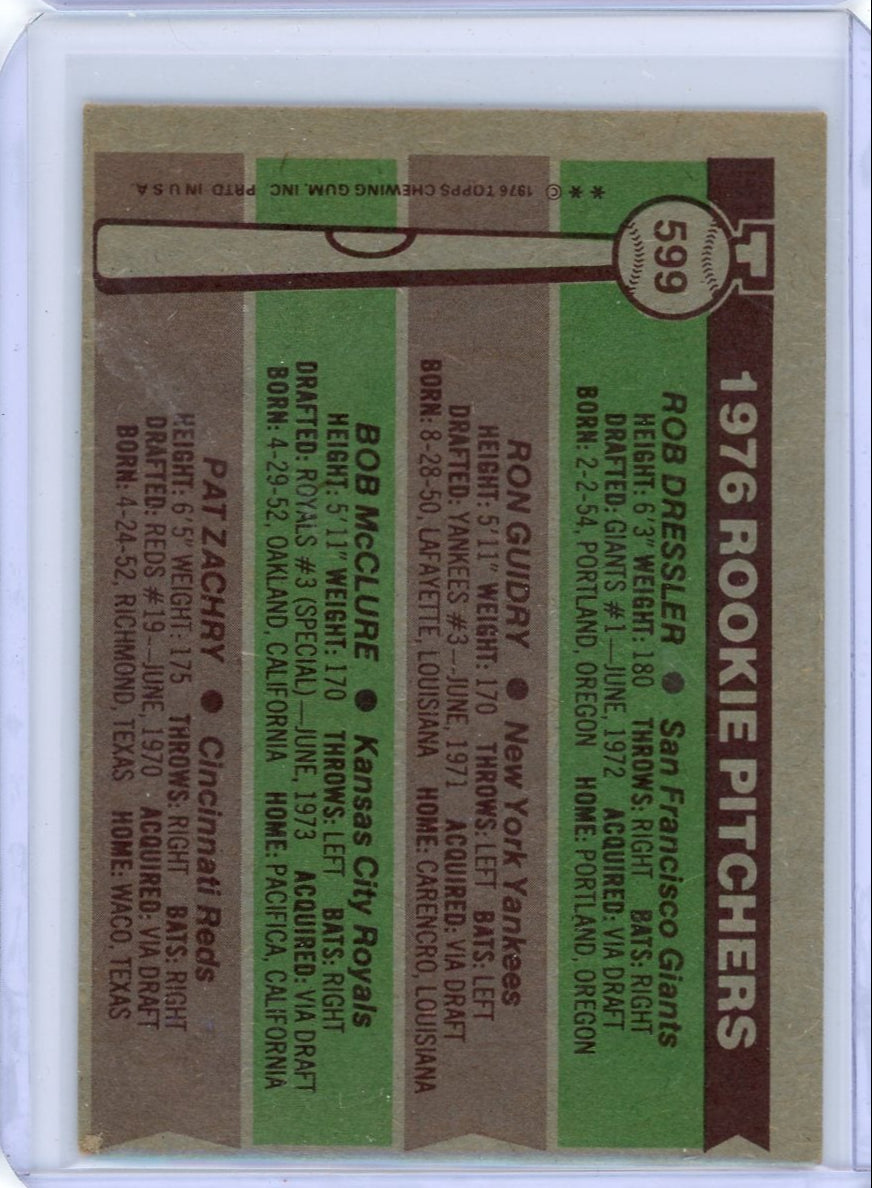 1976 ROOKIE PITCHERS
T
599
ROB DRESSLER ● San Francisco Giants
HEIGHT: 6'3" WEIGHT: 180 THROWS: RIGHT BATS: RIGHT
DRAFTED: GIANTS #1—JUNE, 1972 ACQUIRED: VIA DRAFT
BORN: 2-2-54, PORTLAND, OREGON HOME: PORTLAND, OREGON
RON GUIDRY ● New York Yankees
HEIGHT: 5'11" WEIGHT: 170 THROWS: LEFT BATS: LEFT
DRAFTED: YANKEES #3—JUNE, 1971 ACQUIRED: VIA DRAFT
BORN: 8-28-50, LAFAYETTE, LOUISIANA HOME: CARENCRO, LOUISIANA
BOB McCLURE ● Kansas City Royals
HEIGHT: 5'11" WEIGHT: 170 THROWS: LEFT BATS: RIGHT
DRAFTED: ROYALS #3 (SPECIAL)—JUNE, 1973 ACQUIRED: VIA DRAFT
BORN: 4-29-52, OAKLAND, CALIFORNIA HOME: PACIFICA, CALIFORNIA
PAT ZACHRY ● Cincinnati Reds
HEIGHT: 6'5" WEIGHT: 175 THROWS: RIGHT BATS: RIGHT
DRAFTED: REDS #19—JUNE, 1970 ACQUIRED: VIA DRAFT
BORN: 4-24-52, RICHMOND, TEXAS HOME: WACO, TEXAS
* * © 1976 TOPPS CHEWING GUM, INC PRTD IN U S A.